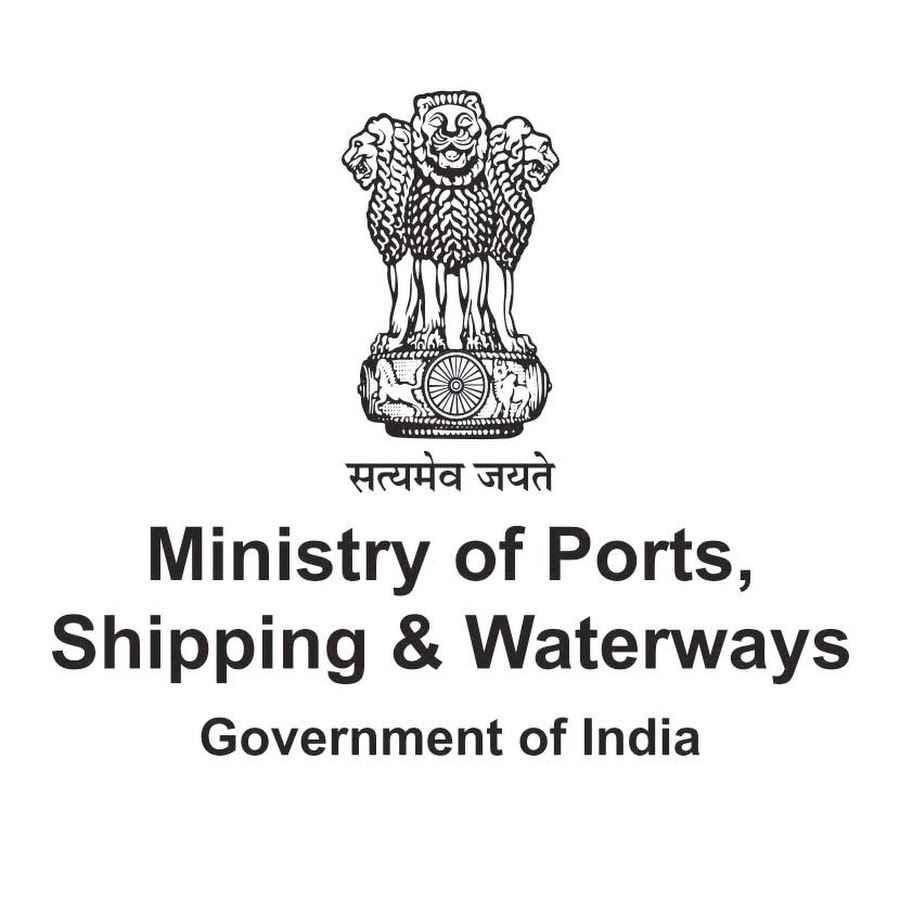 सत्यमेव जयते
Ministry of Ports,
Shipping & Waterways
Government of India